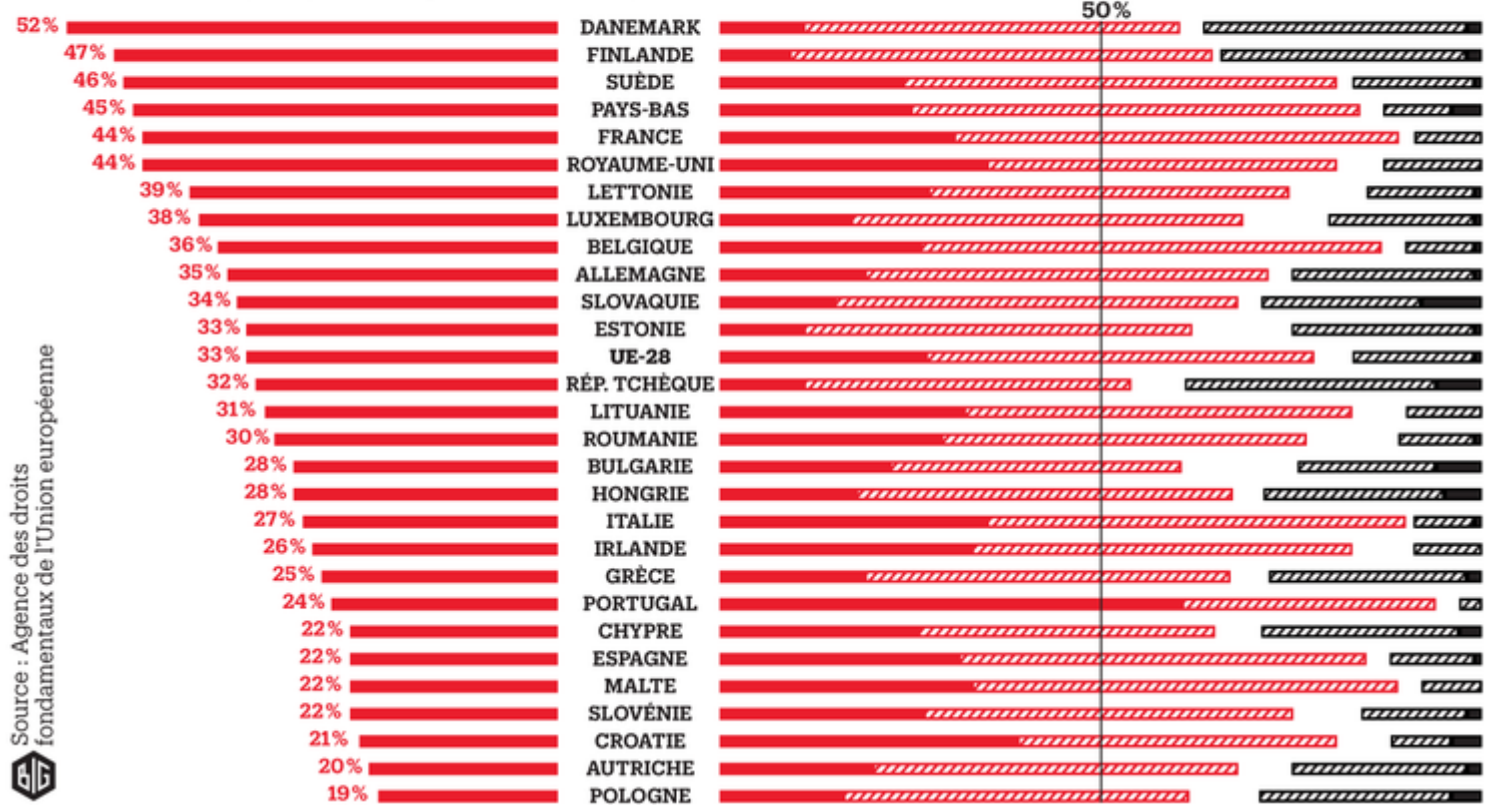 50%
52% DANEMARK
47% FINLANDE
46% SUÈDE
45% PAYS-BAS
44% FRANCE
44% ROYAUME-UNI
39% LETTONIE
38% LUXEMBOURG
36% BELGIQUE
35% ALLEMAGNE
34% SLOVAQUIE
33% ESTONIE
33% UE-28
32% RÉP. TCHÈQUE
31% LITUANIE
30% ROUMANIE
28% BULGARIE
28% HONGRIE
27% ITALIE
26% IRLANDE
25% GRÈCE
24% PORTUGAL
22% CHYPRE
22% ESPAGNE
22% MALTE
22% SLOVÉNIE
21% CROATIE
20% AUTRICHE
19% POLOGNE
Source : Agence des droits
fondamentaux de l'Union européenne